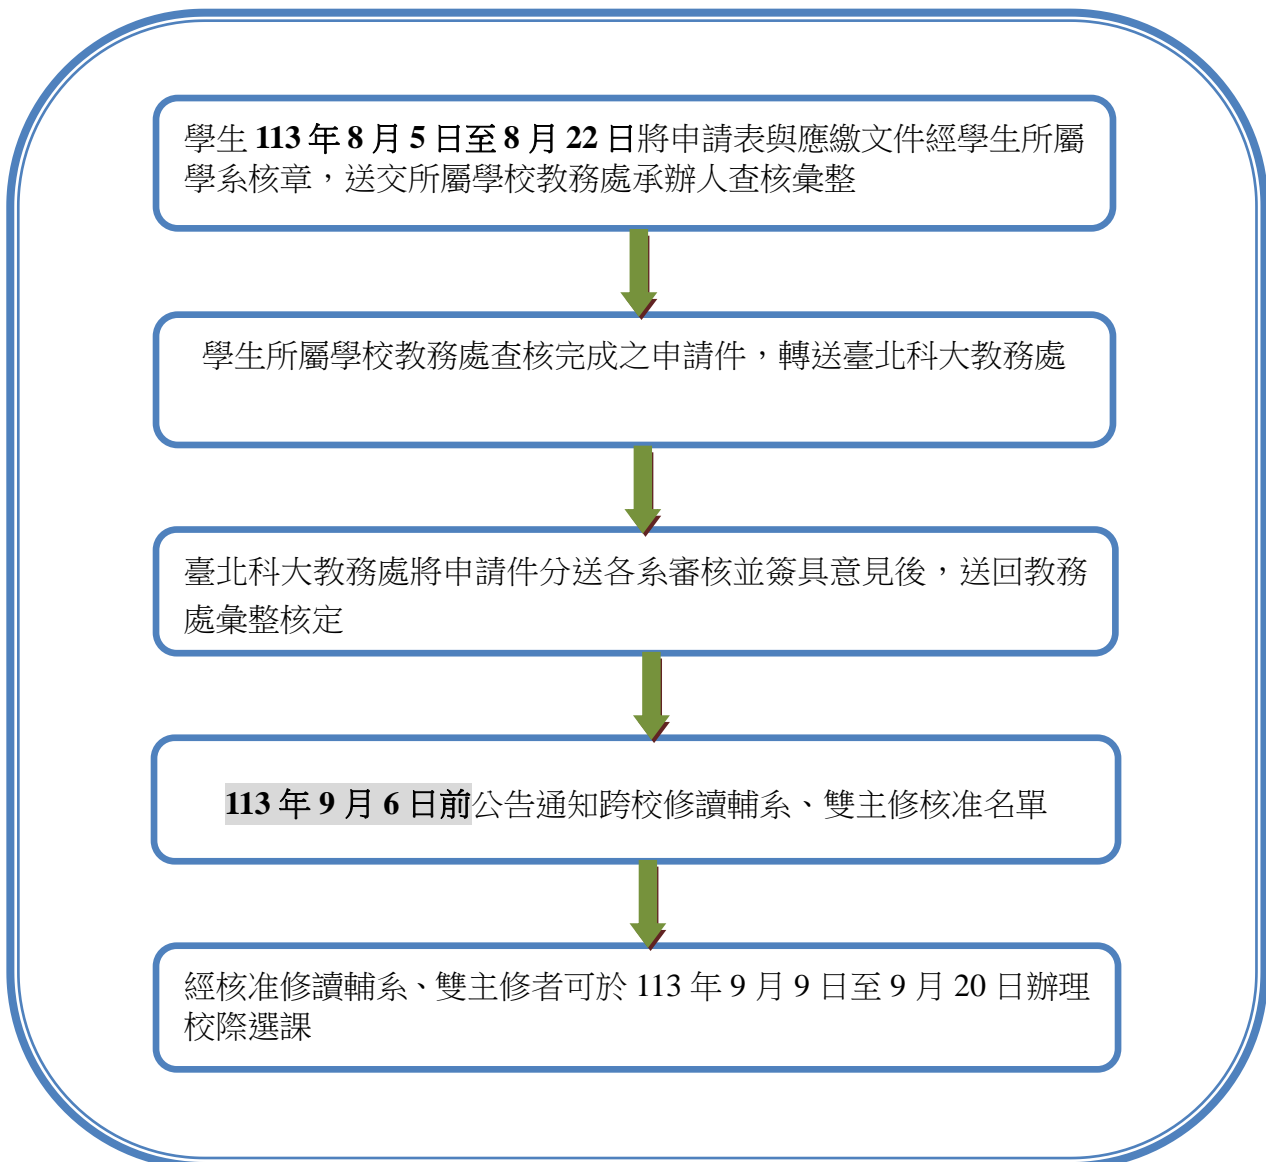 學生 113 年 8 月 5 日至 8 月 22 日將申請表與應繳文件經學生所屬
學系核章，送交所屬學校教務處承辦人查核彙整
學生所屬學校教務處查核完成之申請件，轉送臺北科大教務處
臺北科大教務處將申請件分送各系審核並簽具意見後，送回教務
處彙整核定
113 年 9 月 6 日前公告通知跨校修讀輔系、雙主修核准名單
經核准修讀輔系、雙主修者可於 113 年 9 月 9 日至 9 月 20 日辦理
校際選課